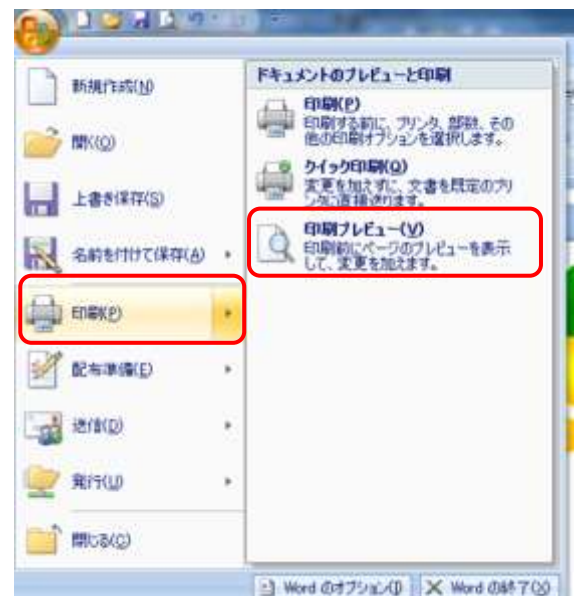 新規作成(N)
開く(O)
上書き保存(S)
名前を付けて保存(A)
印刷(P)
配布準備(E)
送信(D)
発行(U)
閉じる(C)
ドキュメントのプレビューと印刷
印刷(P)
印刷する前に、プリンタ、部数、その
他の印刷オプションを選択します。
クイック印刷(Q)
変更を加えずに、文書を既定のプリ
ンタに直接送ります。
印刷プレビュー(V)
印刷前にページのプレビューを表示
して、変更を加えます。
Word のオプション(I)
Word の終了(X)